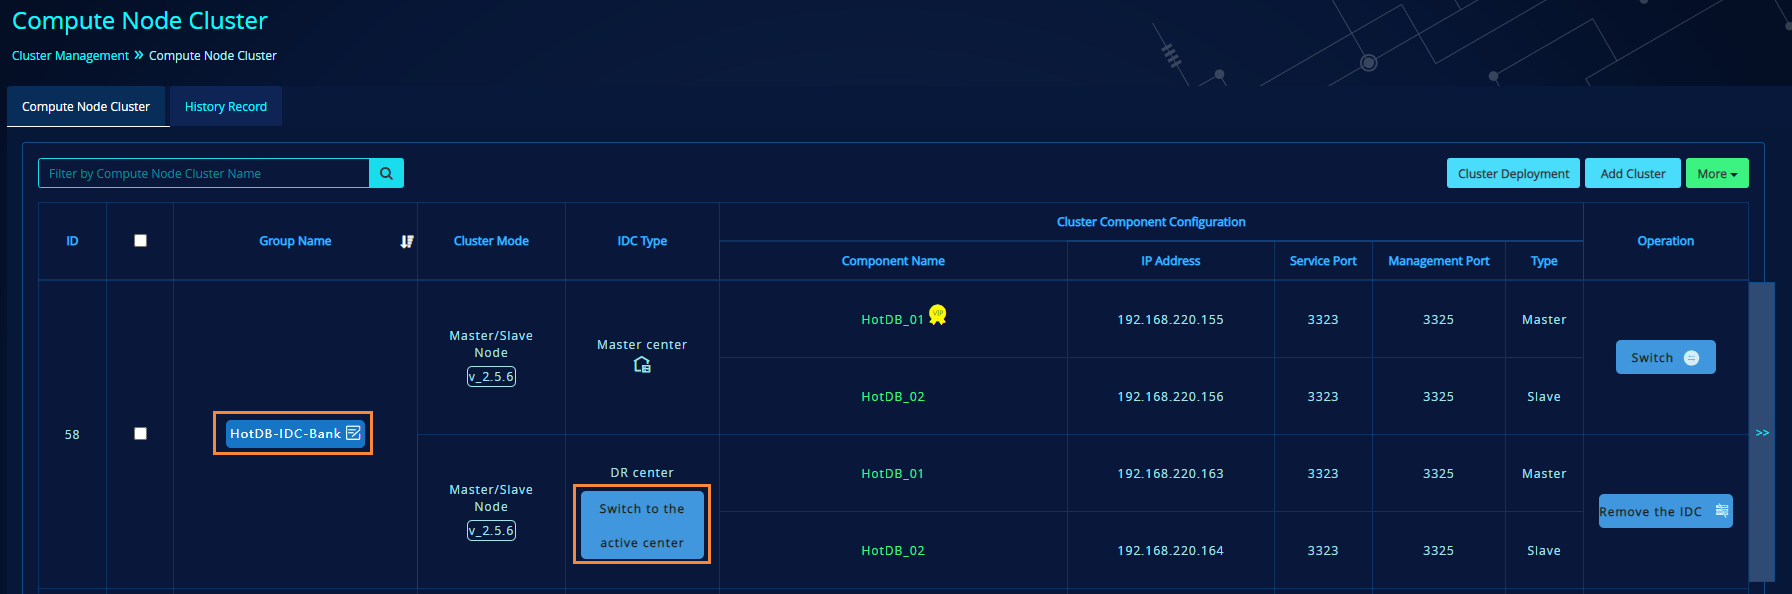 Compute Node Cluster
Cluster Management » Compute Node Cluster
Compute Node Cluster History Record
Filter by Compute Node Cluster Name
Cluster Deployment Add Cluster More
Cluster Component Configuration
ID Group Name Cluster Mode IDC Type Operation
Component Name IP Address Service Port Management Port Type
HotDB_01 VIP 192.168.220.155 3323 3325 Master
Master/Slave
Node
v_2.5.6
Master center
Switch
HotDB_02 192.168.220.156 3323 3325 Slave
58 HotDB-IDC-Bank >>
DR center
HotDB_01 192.168.220.163 3323 3325 Master
Master/Slave
Node
v_2.5.6
Switch to the
active center
Remove the IDC
HotDB_02 192.168.220.164 3323 3325 Slave